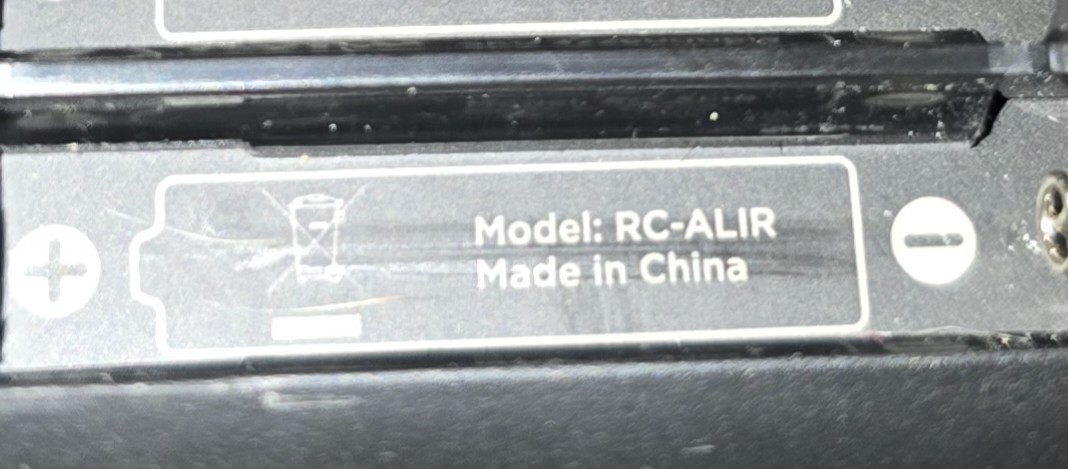 Model: RC-ALIR
Made in China